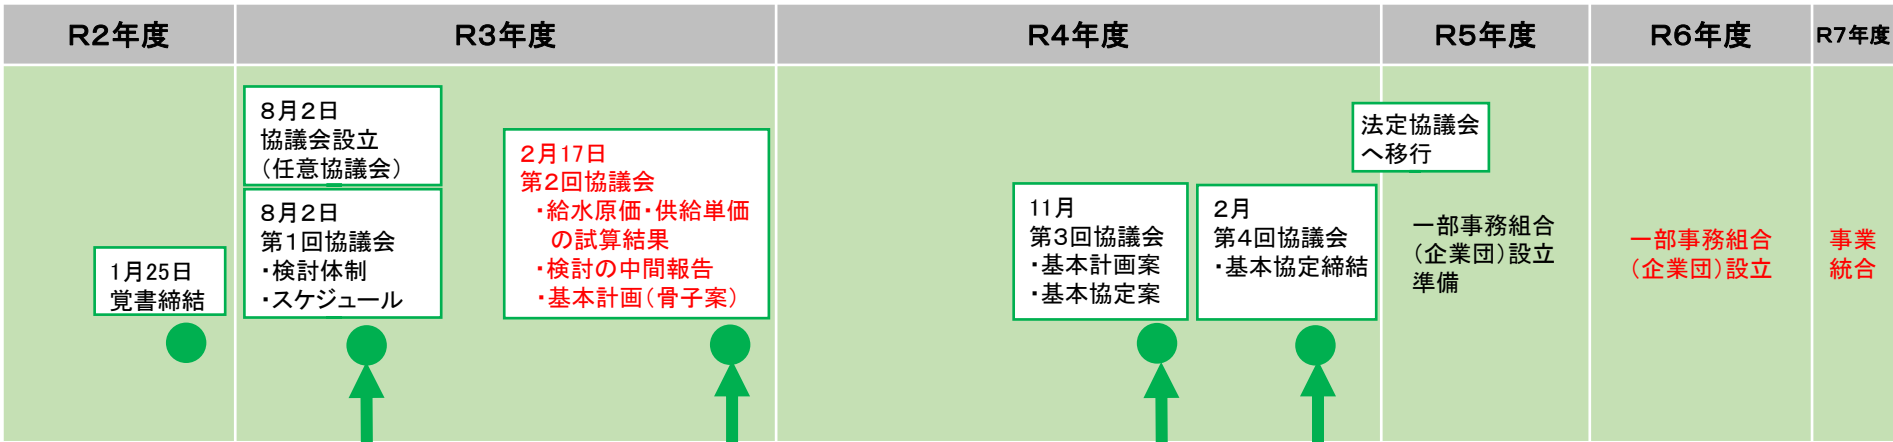 R2年度
R3年度
R4年度
R5年度
R6年度
R7年度
1月25日
覚書締結
8月2日
協議会設立
(任意協議会)
8月2日
第1回協議会
・検討体制
・スケジュール
2月17日
第2回協議会
・給水原価・供給単価
の試算結果
・検討の中間報告
・基本計画(骨子案)
11月
第3回協議会
・基本計画案
・基本協定案
2月
第4回協議会
・基本協定締結
法定協議会
へ移行
一部事務組合
(企業団)設立
準備
一部事務組合
(企業団)設立
事業
統合